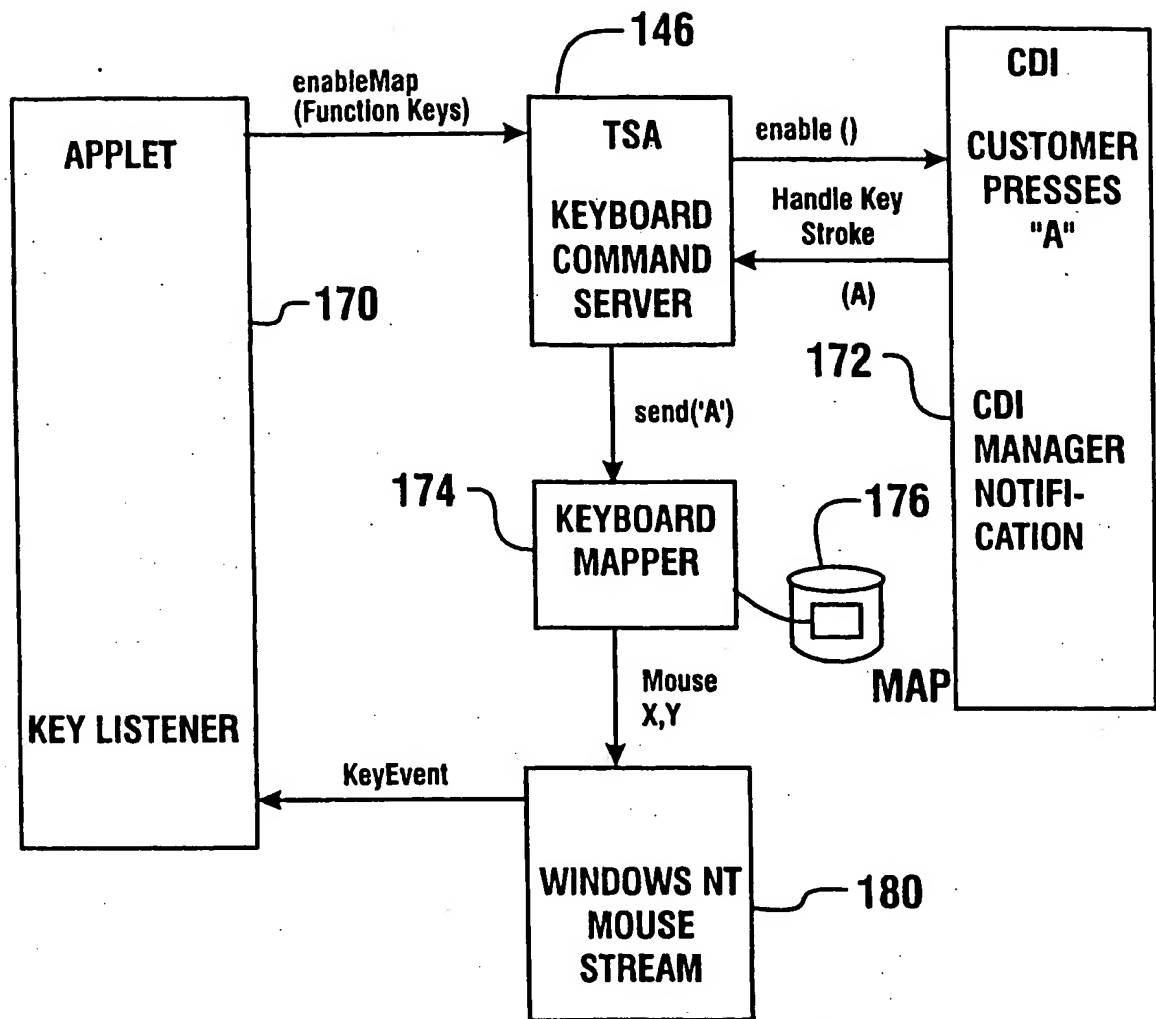 146
enableMap
(Function Keys)
APPLET
170
KEY LISTENER
TSA
KEYBOARD
COMMAND
SERVER
enable ()
Handle Key
Stroke
(A)
CDI
CUSTOMER
PRESSES
"A"
172
CDI
MANAGER
NOTIFI-
CATION
send('A')
174
KEYBOARD
MAPPER
176
MAP
Mouse
X,Y
KeyEvent
WINDOWS NT
MOUSE
STREAM
180